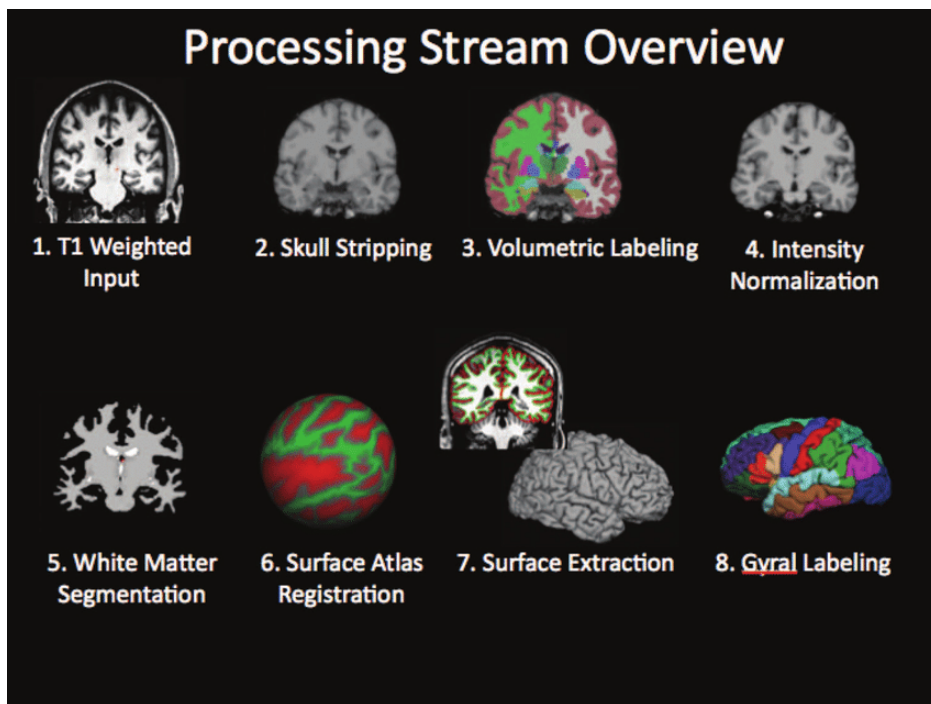 Processing Stream Overview
1. T1 Weighted
Input
2. Skull Stripping
3. Volumetric Labeling
4. Intensity
Normalization
5. White Matter
Segmentation
6. Surface Atlas
Registration
7. Surface Extraction
8. Gyral Labeling